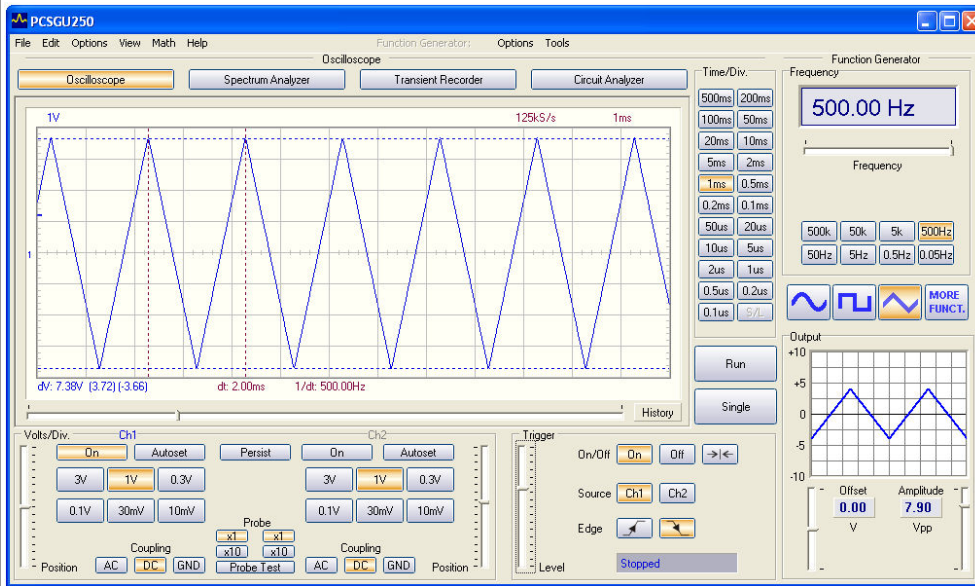 PCSGU250
File Edit Options View Math Help Function Generator: Options Tools
Oscilloscope
Oscilloscope Spectrum Analyzer Transient Recorder Circuit Analyzer
1V 125kS/s 1ms
1
dV: 7.38V (3.72) (-3.66) dt: 2.00ms 1/dt: 500.00Hz
History
Time/Div.
500ms 200ms
100ms 50ms
20ms 10ms
5ms 2ms
1ms 0.5ms
0.2ms 0.1ms
50us 20us
10us 5us
2us 1us
0.5us 0.2us
0.1us S/L
Run
Single
Function Generator
Frequency
500.00 Hz
Frequency
500k 50k 5k 500Hz
50Hz 5Hz 0.5Hz 0.05Hz
MORE
FUNCT.
Output
+10
+5
0
-5
-10
Offset Amplitude
0.00 7.90
V Vpp
Volts/Div. Ch1 Ch2
On Autoset Persist On Autoset
3V 1V 0.3V 3V 1V 0.3V
0.1V 30mV 10mV 0.1V 30mV 10mV
Probe
x1 x1
x10 x10
Probe Test
Coupling Coupling
Position AC DC GND AC DC GND Position
Trigger
On/Off On Off
Source Ch1 Ch2
Edge
Level Stopped